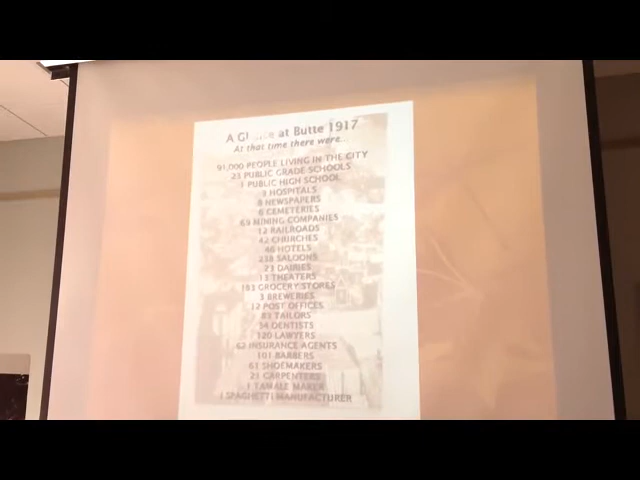 A Glance at Butte 1917
At that time there were...
91,000 PEOPLE LIVING IN THE CITY
23 PUBLIC GRADE SCHOOLS
1 PUBLIC HIGH SCHOOL
3 HOSPITALS
8 NEWSPAPERS
6 CEMETERIES
69 MINING COMPANIES
12 RAILROADS
42 CHURCHES
46 HOTELS
238 SALOONS
23 DAIRIES
13 THEATERS
183 GROCERY STORES
3 BREWERIES
12 POST OFFICES
83 TAILORS
34 DENTISTS
120 LAWYERS
62 INSURANCE AGENTS
101 BARBERS
61 SHOEMAKERS
21 CARPENTERS
1 TAMALE MAKER
1 SPAGHETTI MANUFACTURER